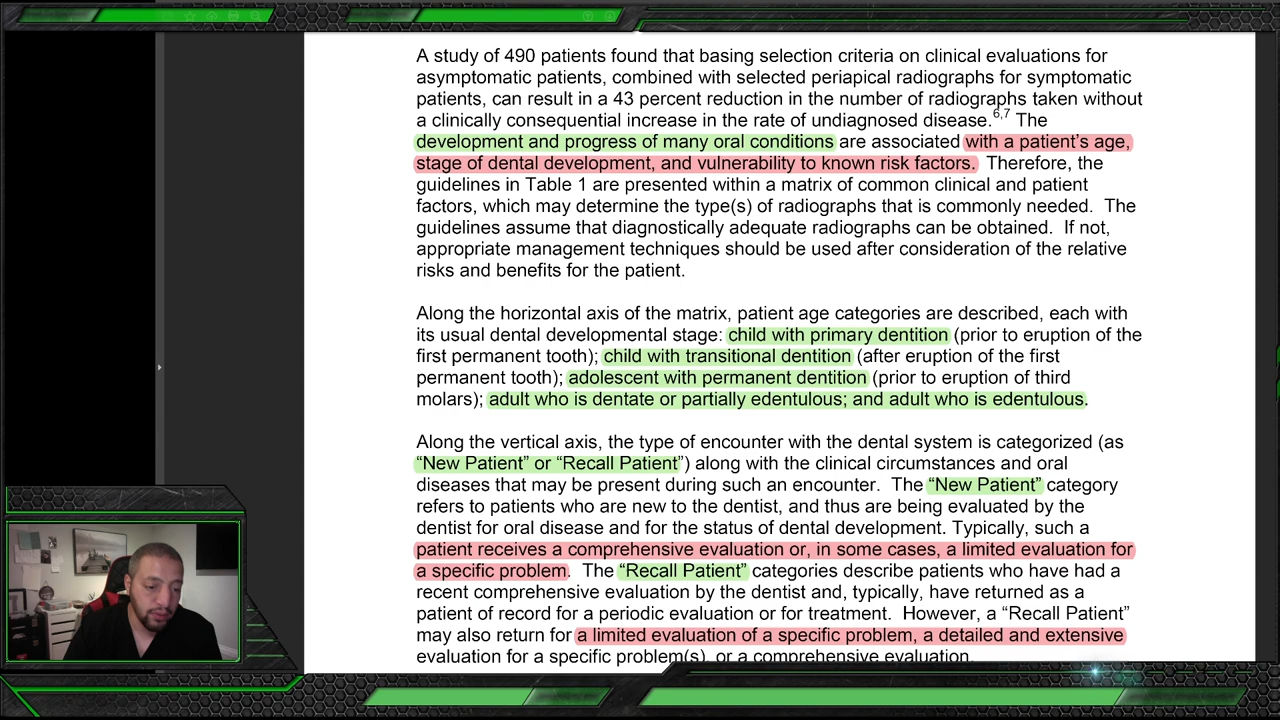 A study of 490 patients found that basing selection criteria on clinical evaluations for
asymptomatic patients, combined with selected periapical radiographs for symptomatic
patients, can result in a 43 percent reduction in the number of radiographs taken without
a clinically consequential increase in the rate of undiagnosed disease.6,7 The
development and progress of many oral conditions are associated with a patient's age,
stage of dental development, and vulnerability to known risk factors. Therefore, the
guidelines in Table 1 are presented within a matrix of common clinical and patient
factors, which may determine the type(s) of radiographs that is commonly needed. The
guidelines assume that diagnostically adequate radiographs can be obtained. If not,
appropriate management techniques should be used after consideration of the relative
risks and benefits for the patient.
Along the horizontal axis of the matrix, patient age categories are described, each with
its usual dental developmental stage: child with primary dentition (prior to eruption of the
first permanent tooth); child with transitional dentition (after eruption of the first
permanent tooth); adolescent with permanent dentition (prior to eruption of third
molars); adult who is dentate or partially edentulous; and adult who is edentulous.
Along the vertical axis, the type of encounter with the dental system is categorized (as
“New Patient” or “Recall Patient”) along with the clinical circumstances and oral
diseases that may be present during such an encounter. The “New Patient” category
refers to patients who are new to the dentist, and thus are being evaluated by the
dentist for oral disease and for the status of dental development. Typically, such a
patient receives a comprehensive evaluation or, in some cases, a limited evaluation for
a specific problem. The “Recall Patient” categories describe patients who have had a
recent comprehensive evaluation by the dentist and, typically, have returned as a
patient of record for a periodic evaluation or for treatment. However, a “Recall Patient”
may also return for a limited evaluation of a specific problem, a detailed and extensive
evaluation for a specific problem(s), or a comprehensive evaluation.